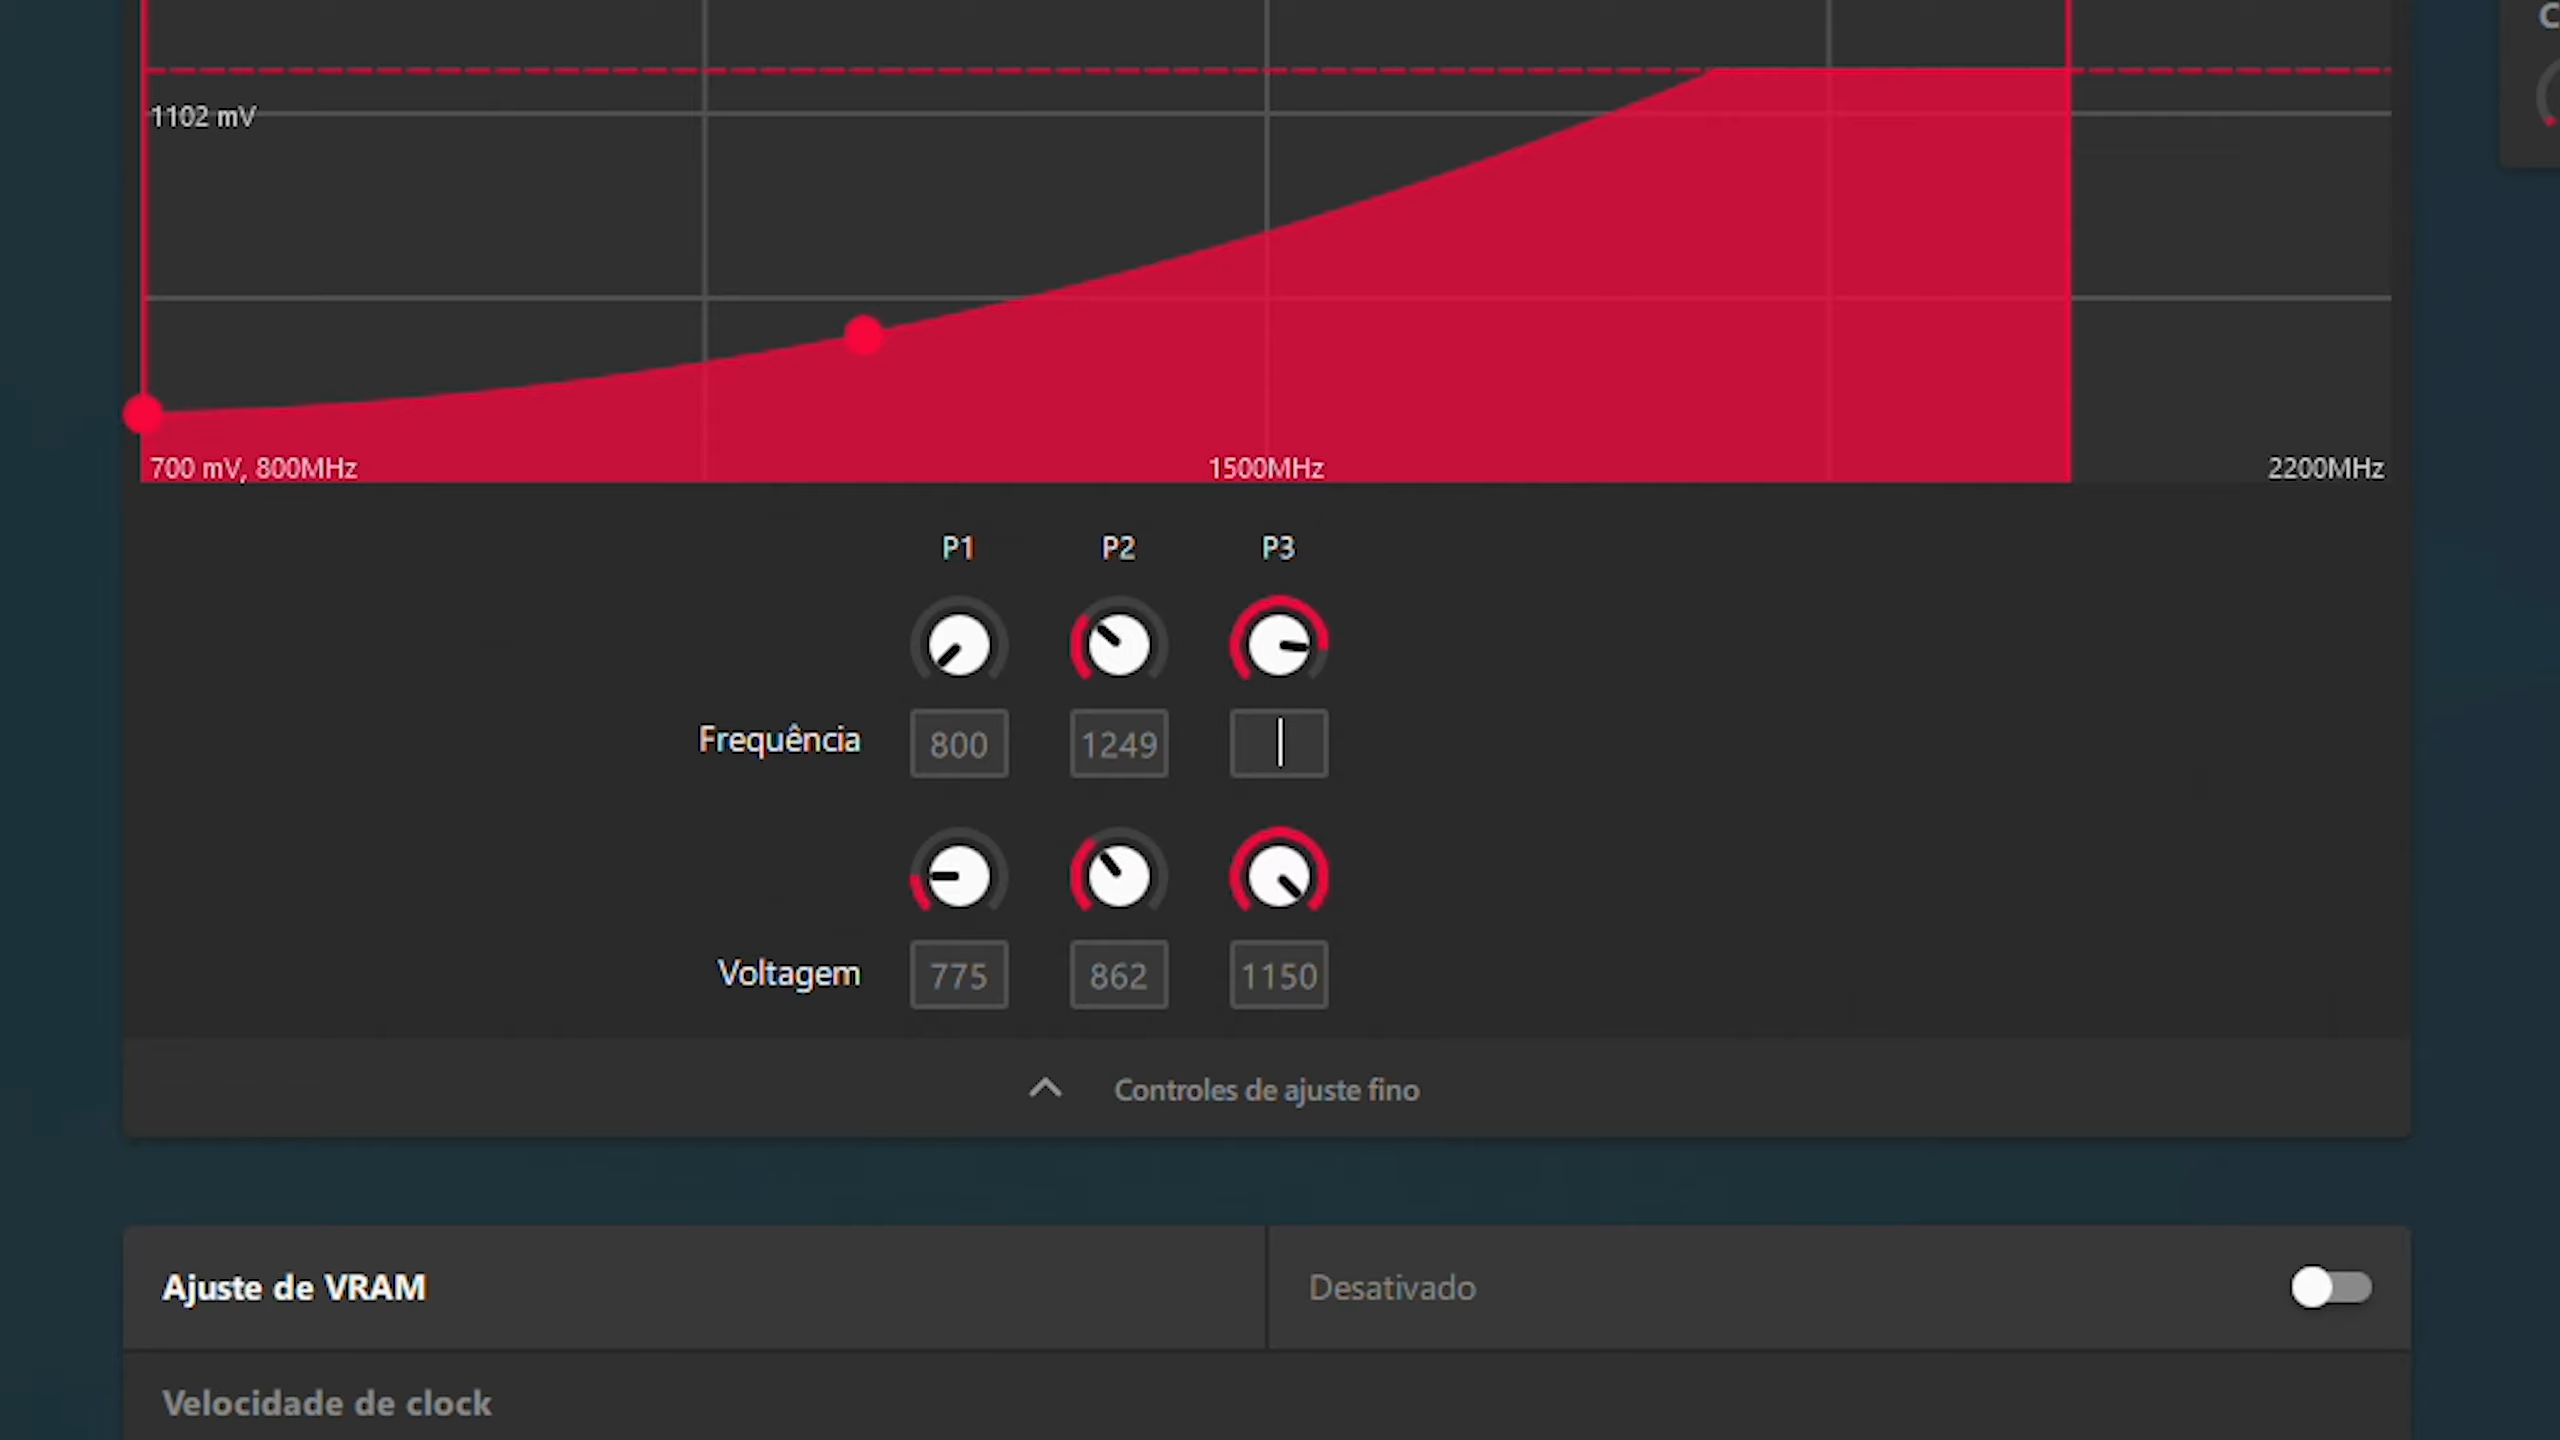 C
1102 mV
700 mV, 800MHz 1500MHz 2200MHz
P1 P2 P3
Frequência 800 1249
Voltagem 775 862 1150
Controles de ajuste fino
Ajuste de VRAM Desativado
Velocidade de clock